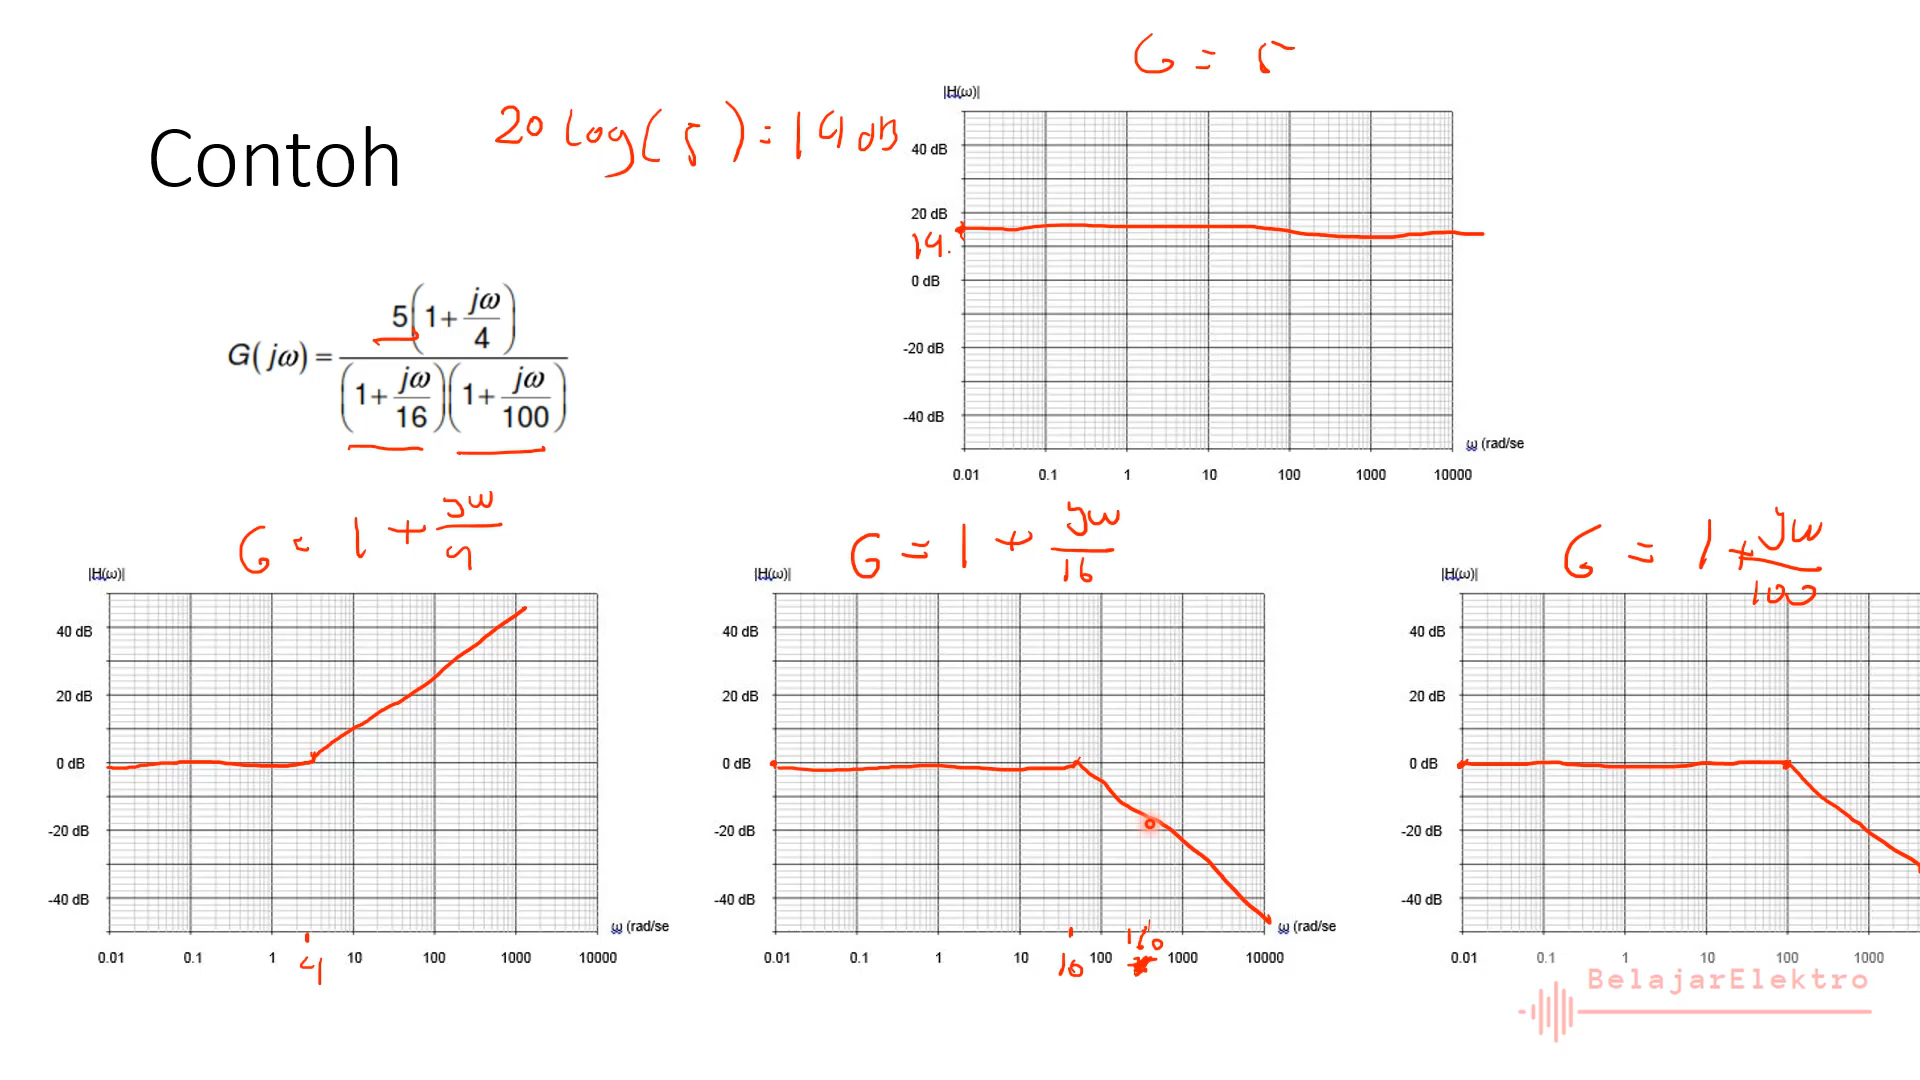 G = 5
|H(ω)|
20 log(5) = 14 dB
Contoh
40 dB
20 dB
14.
0 dB
-20 dB
-40 dB
ω (rad/se
0.01 0.1 1 10 100 1000 10000
G(jω) = 5(1+jω/4) / (1+jω/16)(1+jω/100)
G = 1 + jω/4
|H(ω)|
40 dB
20 dB
0 dB
-20 dB
-40 dB
ω (rad/se
4
0.01 0.1 1 10 100 1000 10000
G = 1 + jω/16
|H(ω)|
40 dB
20 dB
0 dB
-20 dB
-40 dB
ω (rad/se
160
0.01 0.1 1 10 100 1000 10000
G = 1 + jω/100
|H(ω)|
40 dB
20 dB
0 dB
-20 dB
-40 dB
0.01 0.1 1 10 100 1000
BelajarElektro